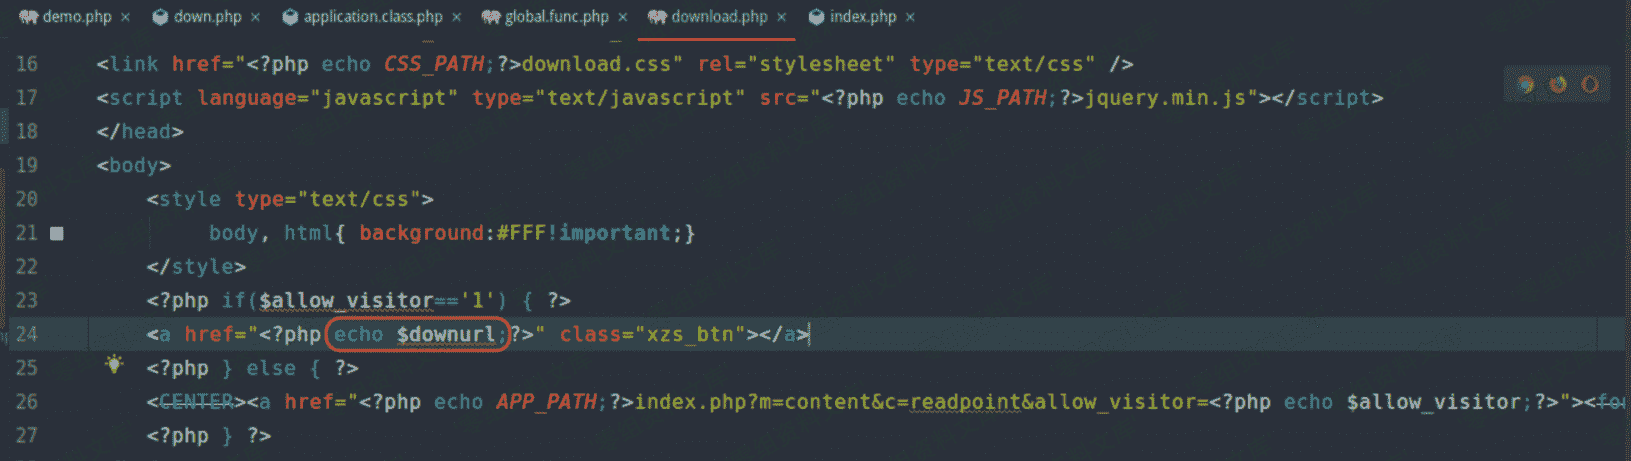 demo.php × down.php × application.class.php × global.func.php × download.php × index.php ×
16 <link href="<?php echo CSS_PATH;?>download.css" rel="stylesheet" type="text/css" />
17 <script language="javascript" type="text/javascript" src="<?php echo JS_PATH;?>jquery.min.js"></script>
18 </head>
19 <body>
20 <style type="text/css">
21 body, html{ background:#FFF!important;}
22 </style>
23 <?php if($allow_visitor=='1') { ?>
24 <a href="<?php echo $downurl;?>" class="xzs_btn"></a>
25 <?php } else { ?>
26 <CENTER><a href="<?php echo APP_PATH;?>index.php?m=content&c=readpoint&allow_visitor=<?php echo $allow_visitor;?>"><fo
27 <?php } ?>